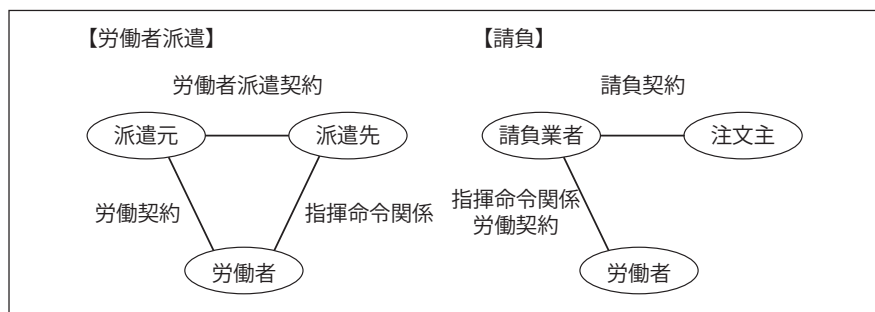 【労働者派遣】
労働者派遣契約
派遣元
派遣先
労働契約
指揮命令関係
労働者
【請負】
請負契約
請負業者
注文主
指揮命令関係
労働契約
労働者